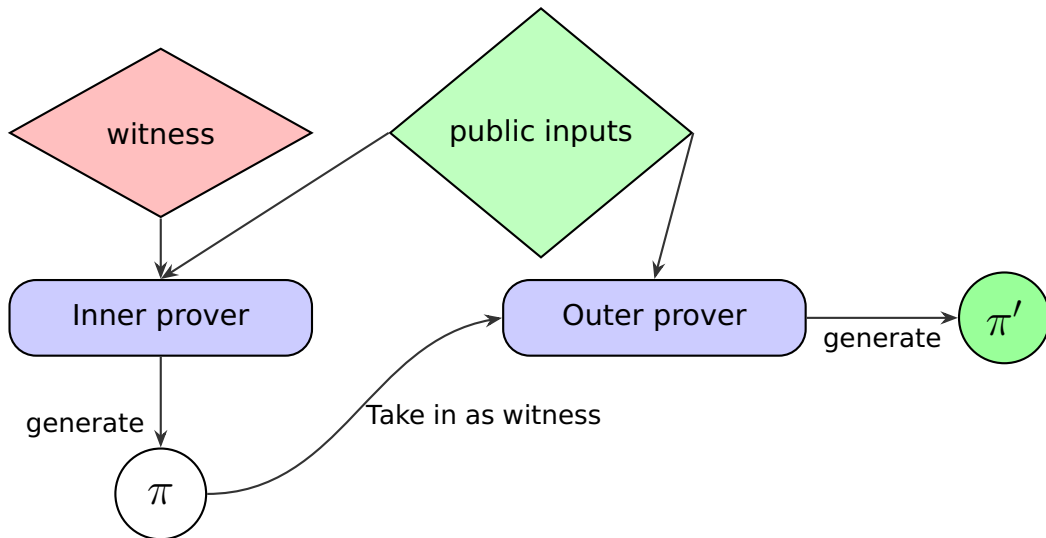 witness
public inputs
Inner prover
Outer prover
generate
π′
generate
Take in as witness
π